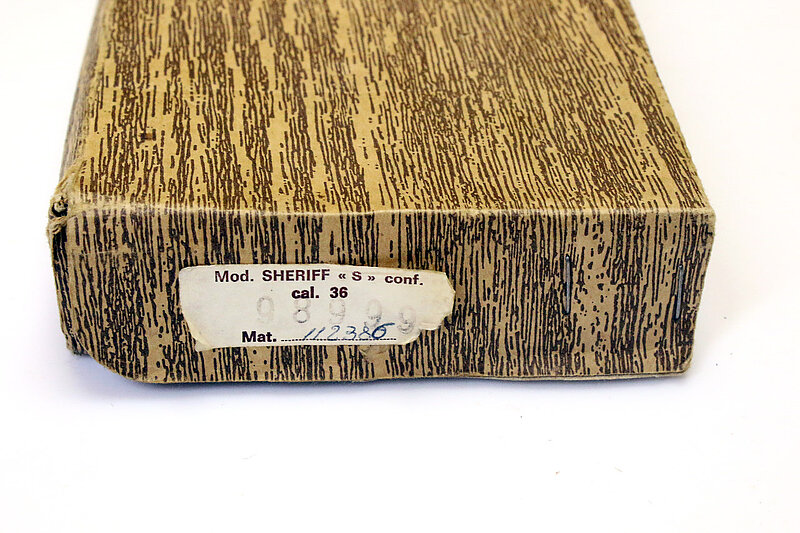 Mod. SHERIFF « S » conf.
cal. 36
98999
Mat. 112386